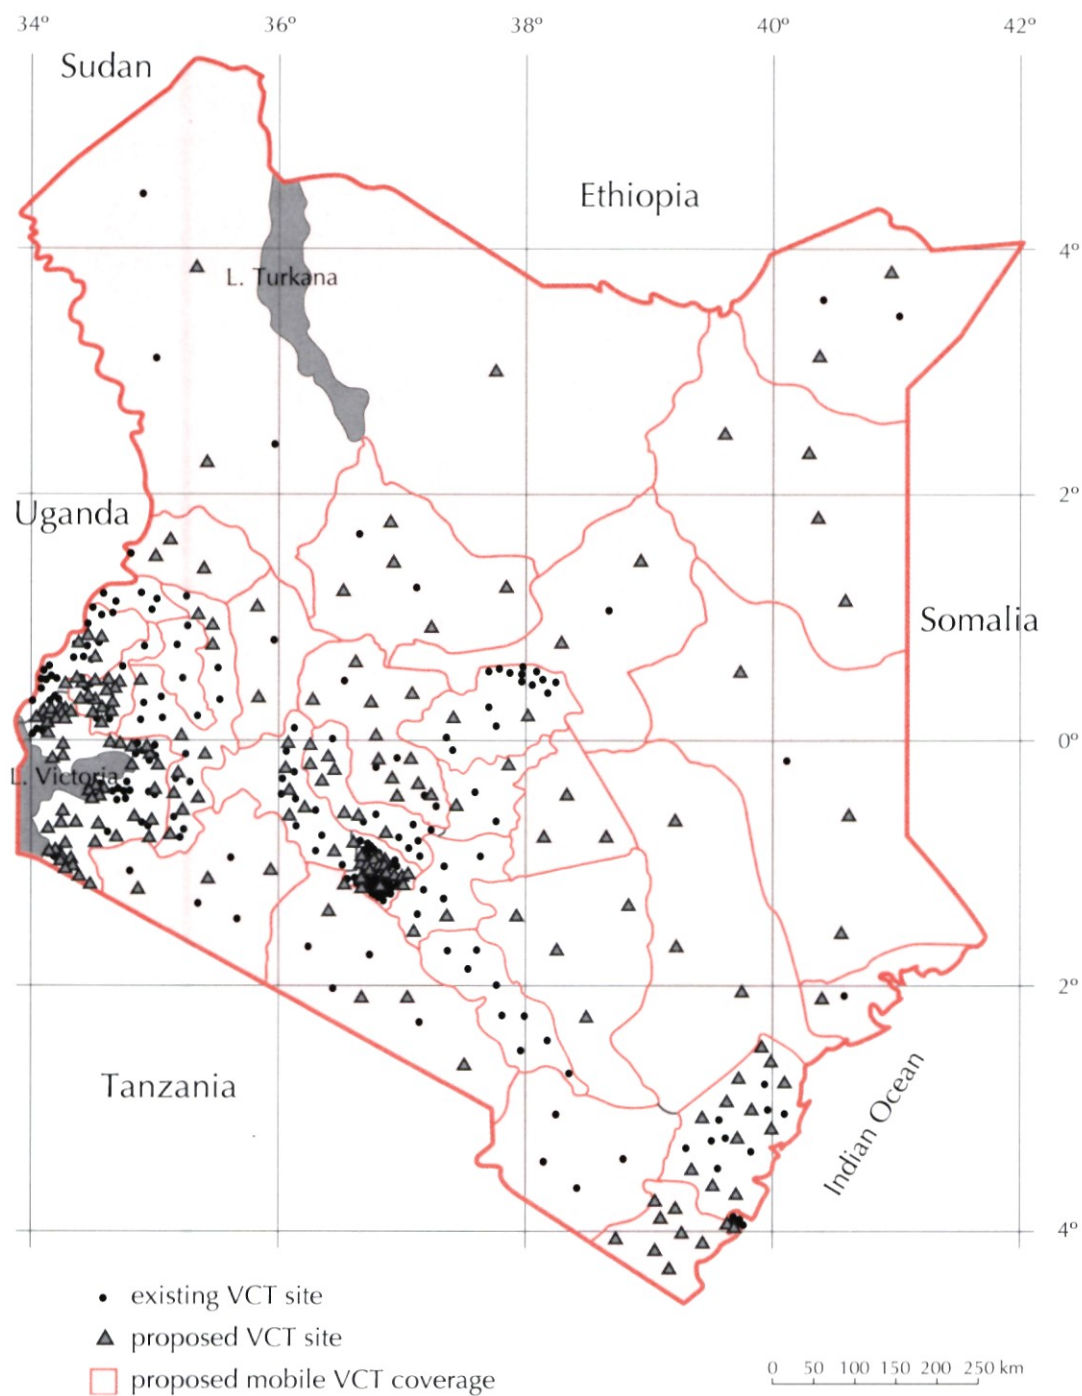 34º 36º 38º 40º 42º
Sudan
Ethiopia
4º
L. Turkana
2º
Uganda
Somalia
0º
L. Victoria
2º
Tanzania
Indian Ocean
4º
existing VCT site
proposed VCT site
proposed mobile VCT coverage
0 50 100 150 200 250 km